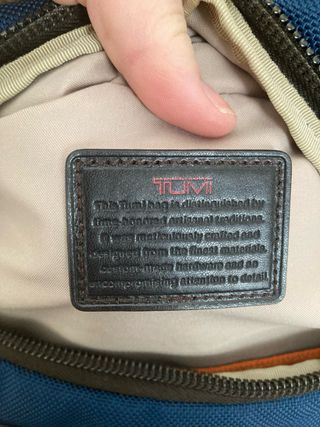 TUMI
This Tumi bag is distinguished by
time-honored artisanal traditions.
It was meticulously crafted and
designed from the finest materials,
custom-made hardware and an
uncompromising attention to detail.